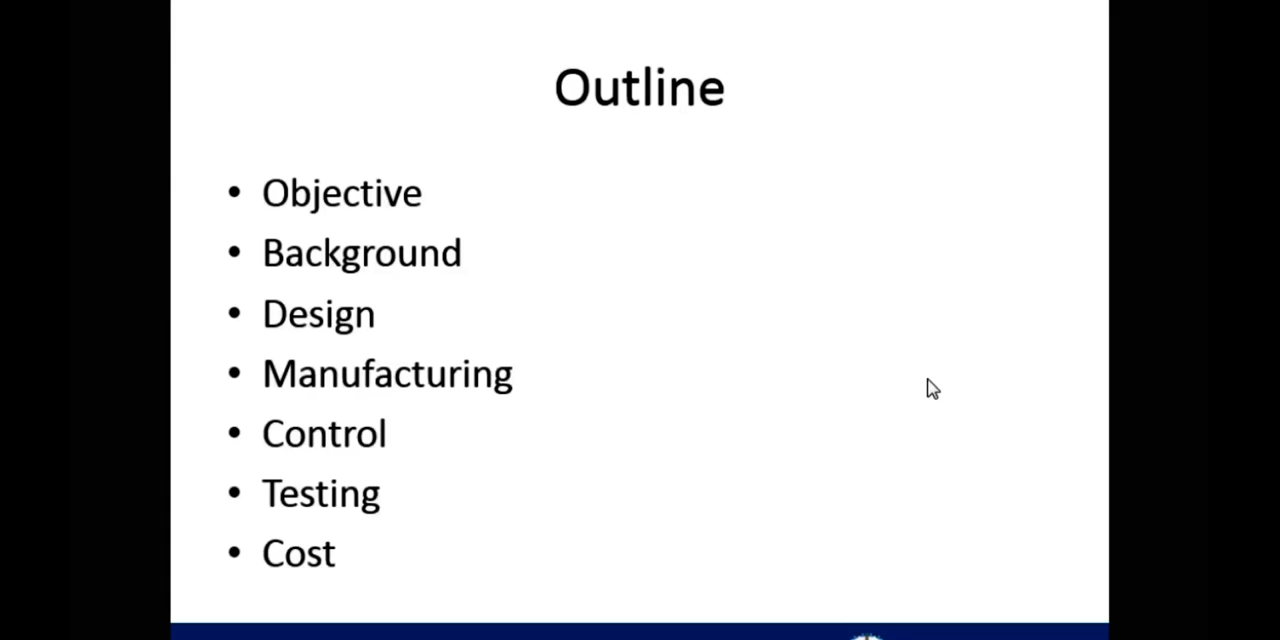 Outline
• Objective
• Background
• Design
• Manufacturing
• Control
• Testing
• Cost